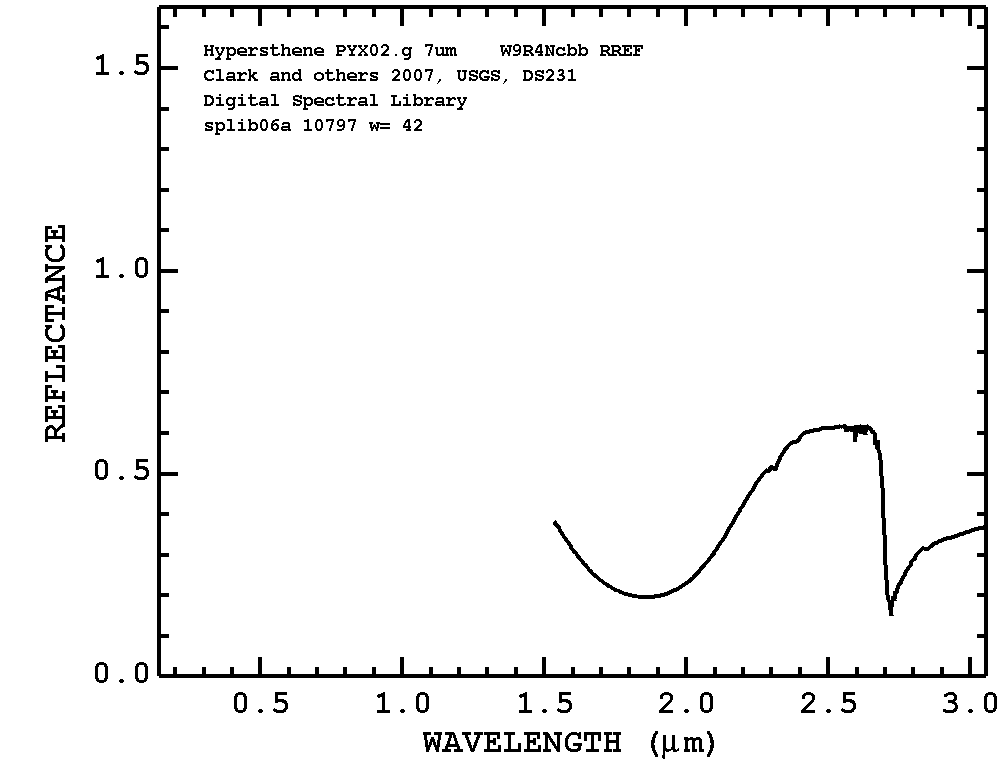 Hypersthene PYX02.g 7um W9R4Ncbb RREF
Clark and others 2007, USGS, DS231
Digital Spectral Library
splib06a 10797 w= 42
REFLECTANCE
1.5
1.0
0.5
0.0
0.5 1.0 1.5 2.0 2.5 3.0
WAVELENGTH (μm)